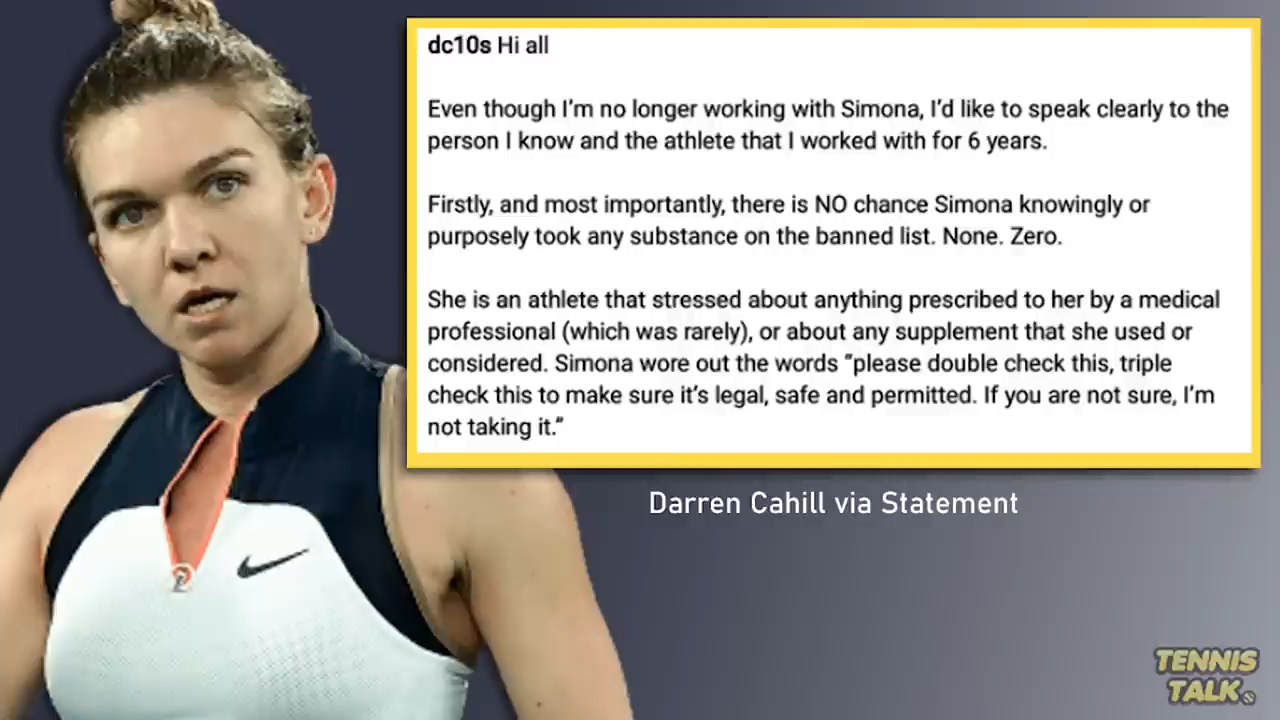 dc10s Hi all
Even though I'm no longer working with Simona, I'd like to speak clearly to the
person I know and the athlete that I worked with for 6 years.
Firstly, and most importantly, there is NO chance Simona knowingly or
purposely took any substance on the banned list. None. Zero.
She is an athlete that stressed about anything prescribed to her by a medical
professional (which was rarely), or about any supplement that she used or
considered. Simona wore out the words "please double check this, triple
check this to make sure it's legal, safe and permitted. If you are not sure, I'm
not taking it."
Darren Cahill via Statement
TENNIS
TALK